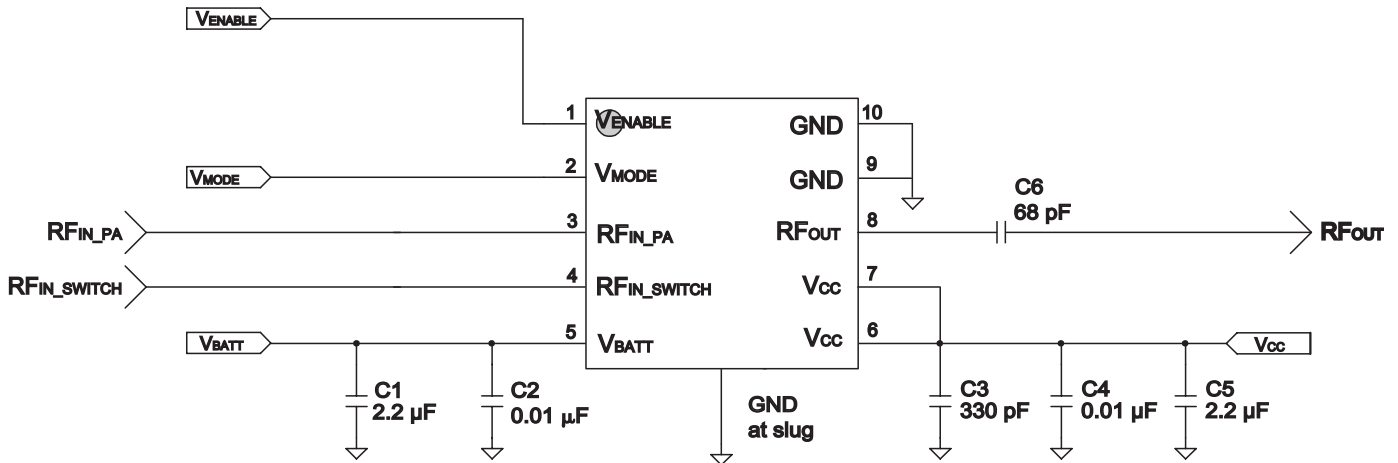 VENABLE
1
VENABLE
GND
10
2
VMODE
VMODE
GND
9
C6
68 pF
RFIN_PA
3
RFIN_PA
RFOUT
8
RFOUT
RFIN_SWITCH
4
RFIN_SWITCH
VCC
7
VBATT
5
VBATT
VCC
6
VCC
C1
2.2 µF
C2
0.01 µF
GND
at slug
C3
330 pF
C4
0.01 µF
C5
2.2 µF